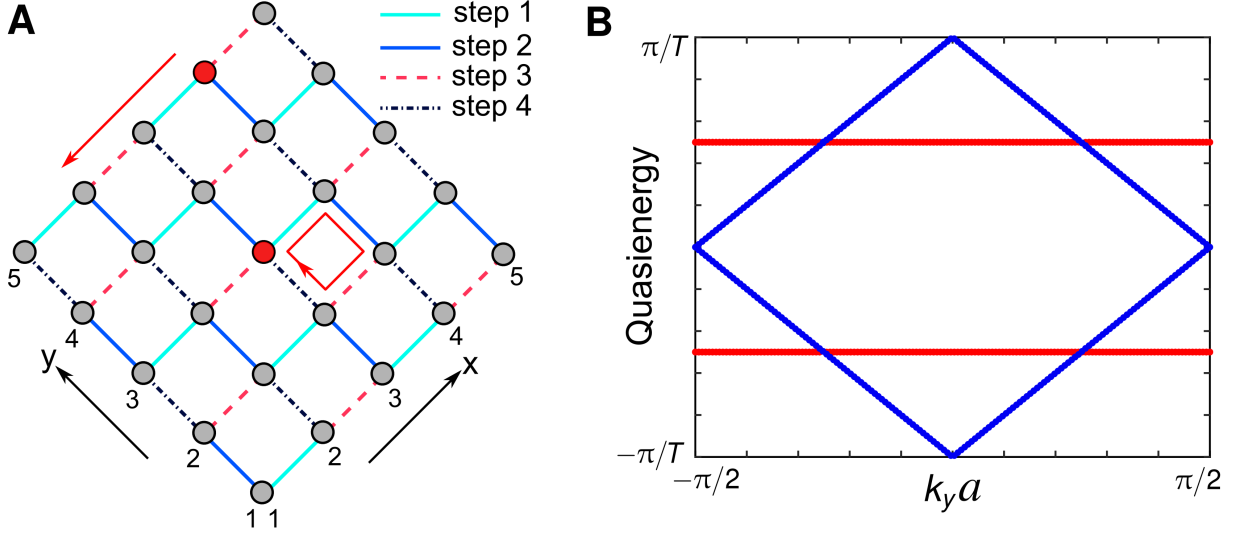 A
step 1
step 2
step 3
step 4
5
5
4
4
y
x
3
3
2
2
1 1
B
π/T
Quasienergy
−π/T
−π/2
kya
π/2